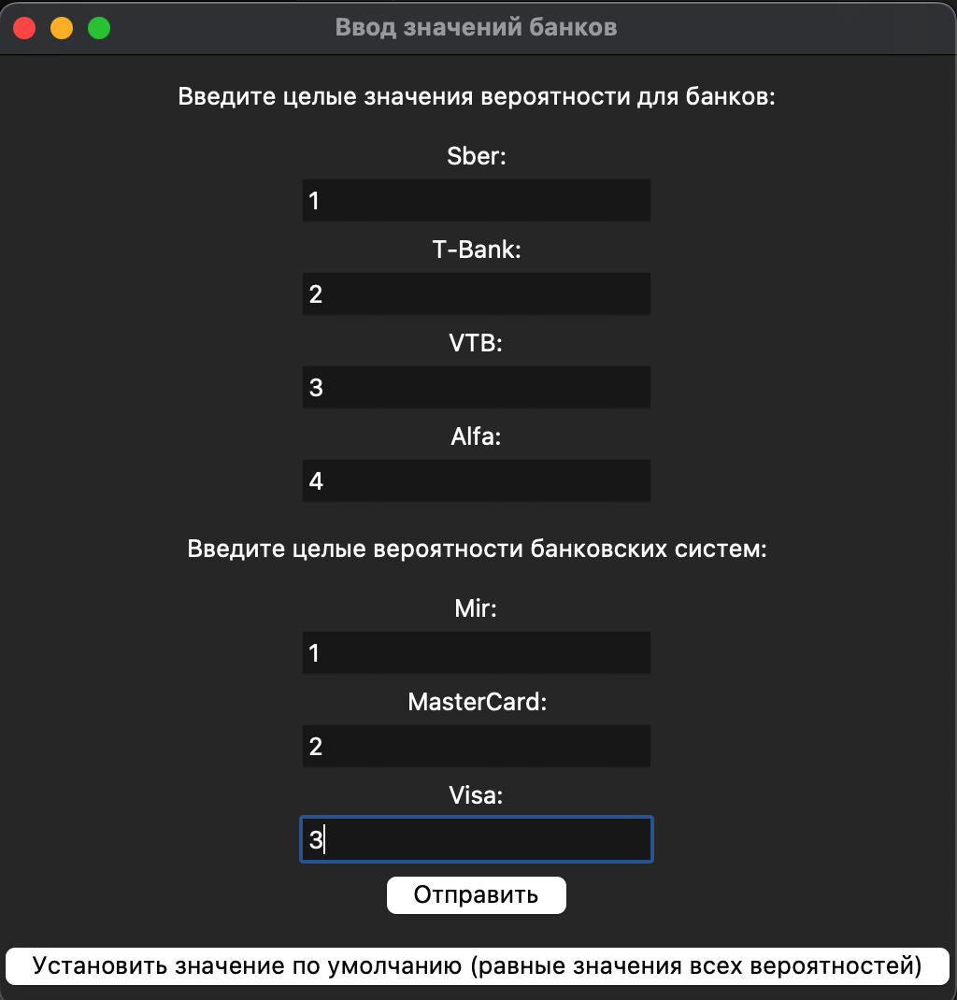 Ввод значений банков
Введите целые значения вероятности для банков:
Sber:
1
T-Bank:
2
VTB:
3
Alfa:
4
Введите целые вероятности банковских систем:
Mir:
1
MasterCard:
2
Visa:
3
Отправить
Установить значение по умолчанию (равные значения всех вероятностей)